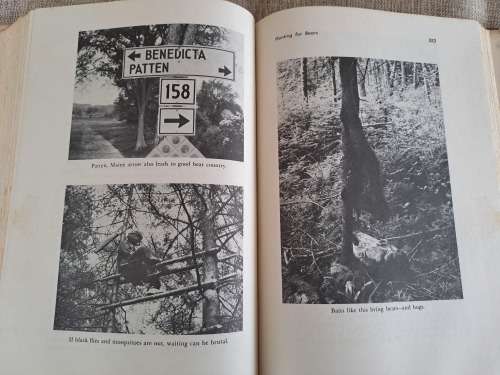 BENEDICTA
PATTEN
158
Patten, Maine arrow also leads to good bear country.
If black flies and mosquitoes are out, waiting can be brutal.
Hunting for Bears
Baits like this bring bears—and bugs.